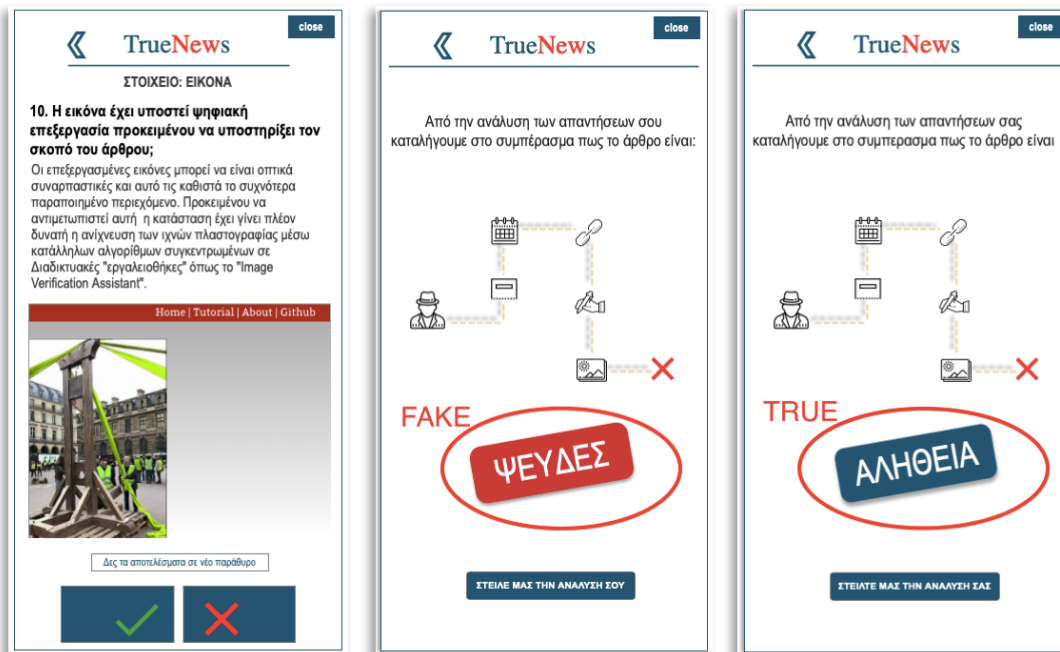 close
TrueNews
ΣΤΟΙΧΕΙΟ: ΕΙΚΟΝΑ
10. Η εικόνα έχει υποστεί ψηφιακή
επεξεργασία προκειμένου να υποστηρίξει τον
σκοπό του άρθρου;
Οι επεξεργασμένες εικόνες μπορεί να είναι οπτικά
συναρπαστικές και αυτό τις καθιστά το συχνότερα
παραποιημένο περιεχόμενο. Προκειμένου να
αντιμετωπιστεί αυτή η κατάσταση έχει γίνει πλέον
δυνατή η ανίχνευση των ιχνών πλαστογραφίας μέσω
κατάλληλων αλγορίθμων συγκεντρωμένων σε
Διαδικτυακές "εργαλειοθήκες" όπως το "Image
Verification Assistant".
Home | Tutorial | About | Github
Δες τα αποτελέσματα σε νέο παράθυρο
close
TrueNews
Από την ανάλυση των απαντήσεων σου
καταλήγουμε στο συμπέρασμα πως το άρθρο είναι:
FAKE
ΨΕΥΔΕΣ
ΣΤΕΙΛΕ ΜΑΣ ΤΗΝ ΑΝΑΛΥΣΗ ΣΟΥ
close
TrueNews
Από την ανάλυση των απαντήσεων σας
καταλήγουμε στο συμπερασμα πως το άρθρο είναι
TRUE
ΑΛΗΘΕΙΑ
ΣΤΕΙΛΤΕ ΜΑΣ ΤΗΝ ΑΝΑΛΥΣΗ ΣΑΣ